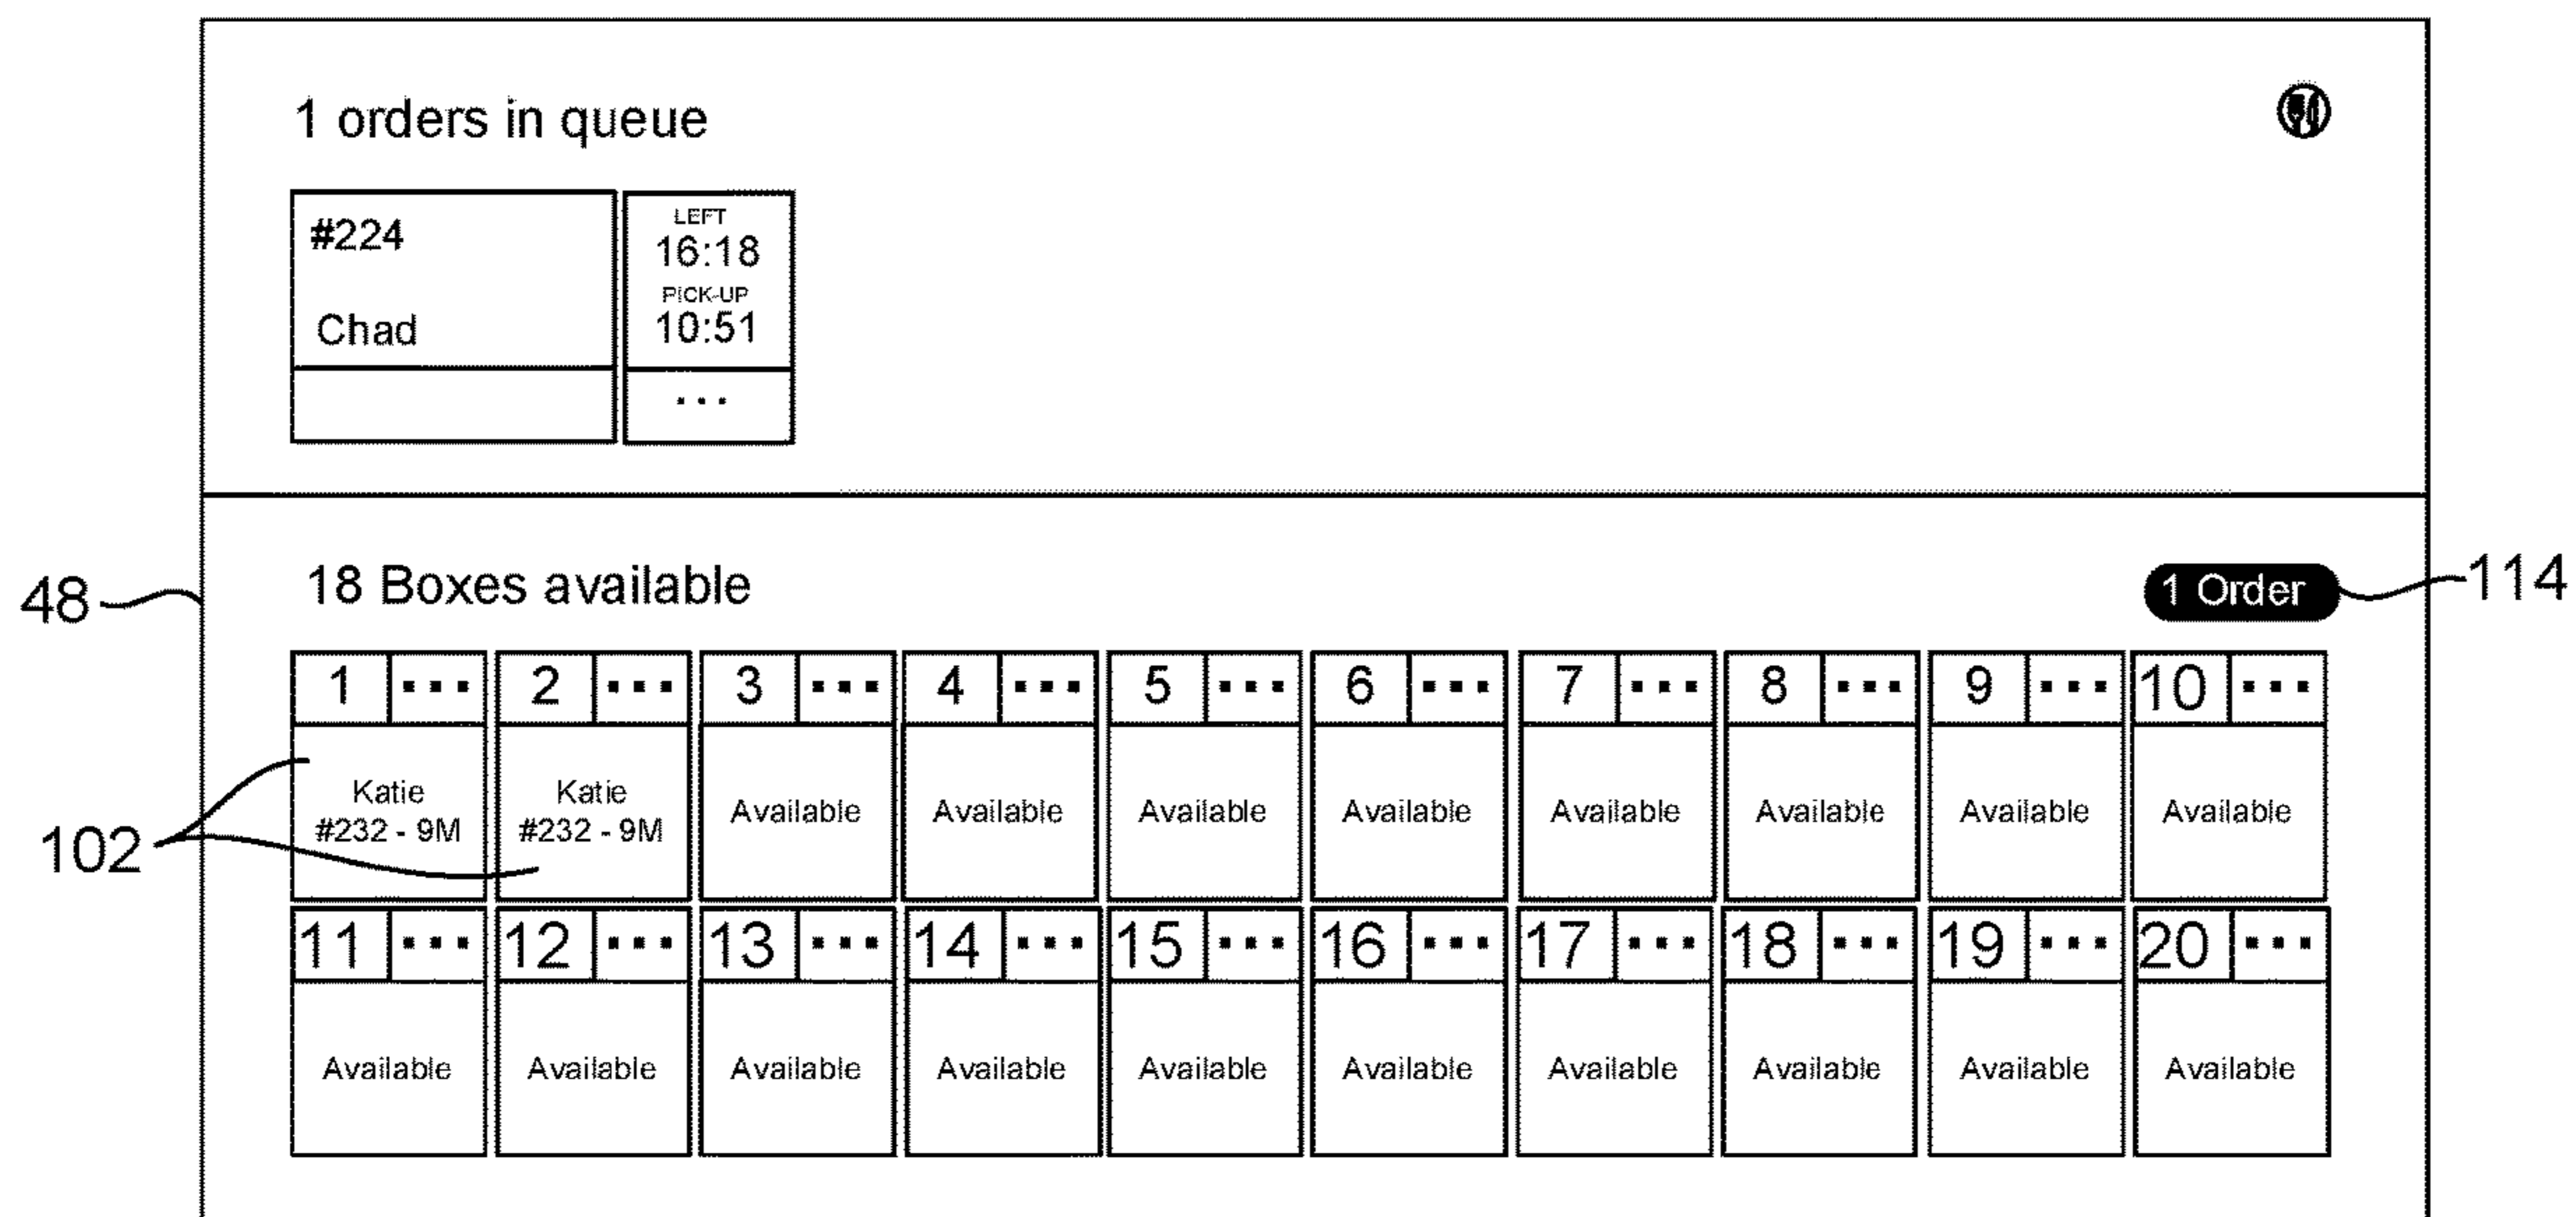 1 orders in queue
#224
Chad
LEFT
16:18
PICK-UP
10:51
...
48
18 Boxes available
1 Order
114
1 ... 2 ... 3 ... 4 ... 5 ... 6 ... 7 ... 8 ... 9 ... 10 ...
102
Katie
#232 - 9M
Katie
#232 - 9M
Available
Available
Available
Available
Available
Available
Available
Available
11 ... 12 ... 13 ... 14 ... 15 ... 16 ... 17 ... 18 ... 19 ... 20 ...
Available
Available
Available
Available
Available
Available
Available
Available
Available
Available